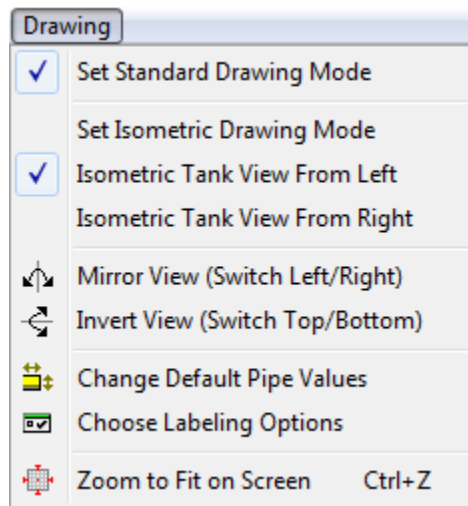 Drawing
Set Standard Drawing Mode
Set Isometric Drawing Mode
Isometric Tank View From Left
Isometric Tank View From Right
Mirror View (Switch Left/Right)
Invert View (Switch Top/Bottom)
Change Default Pipe Values
Choose Labeling Options
Zoom to Fit on Screen Ctrl+Z